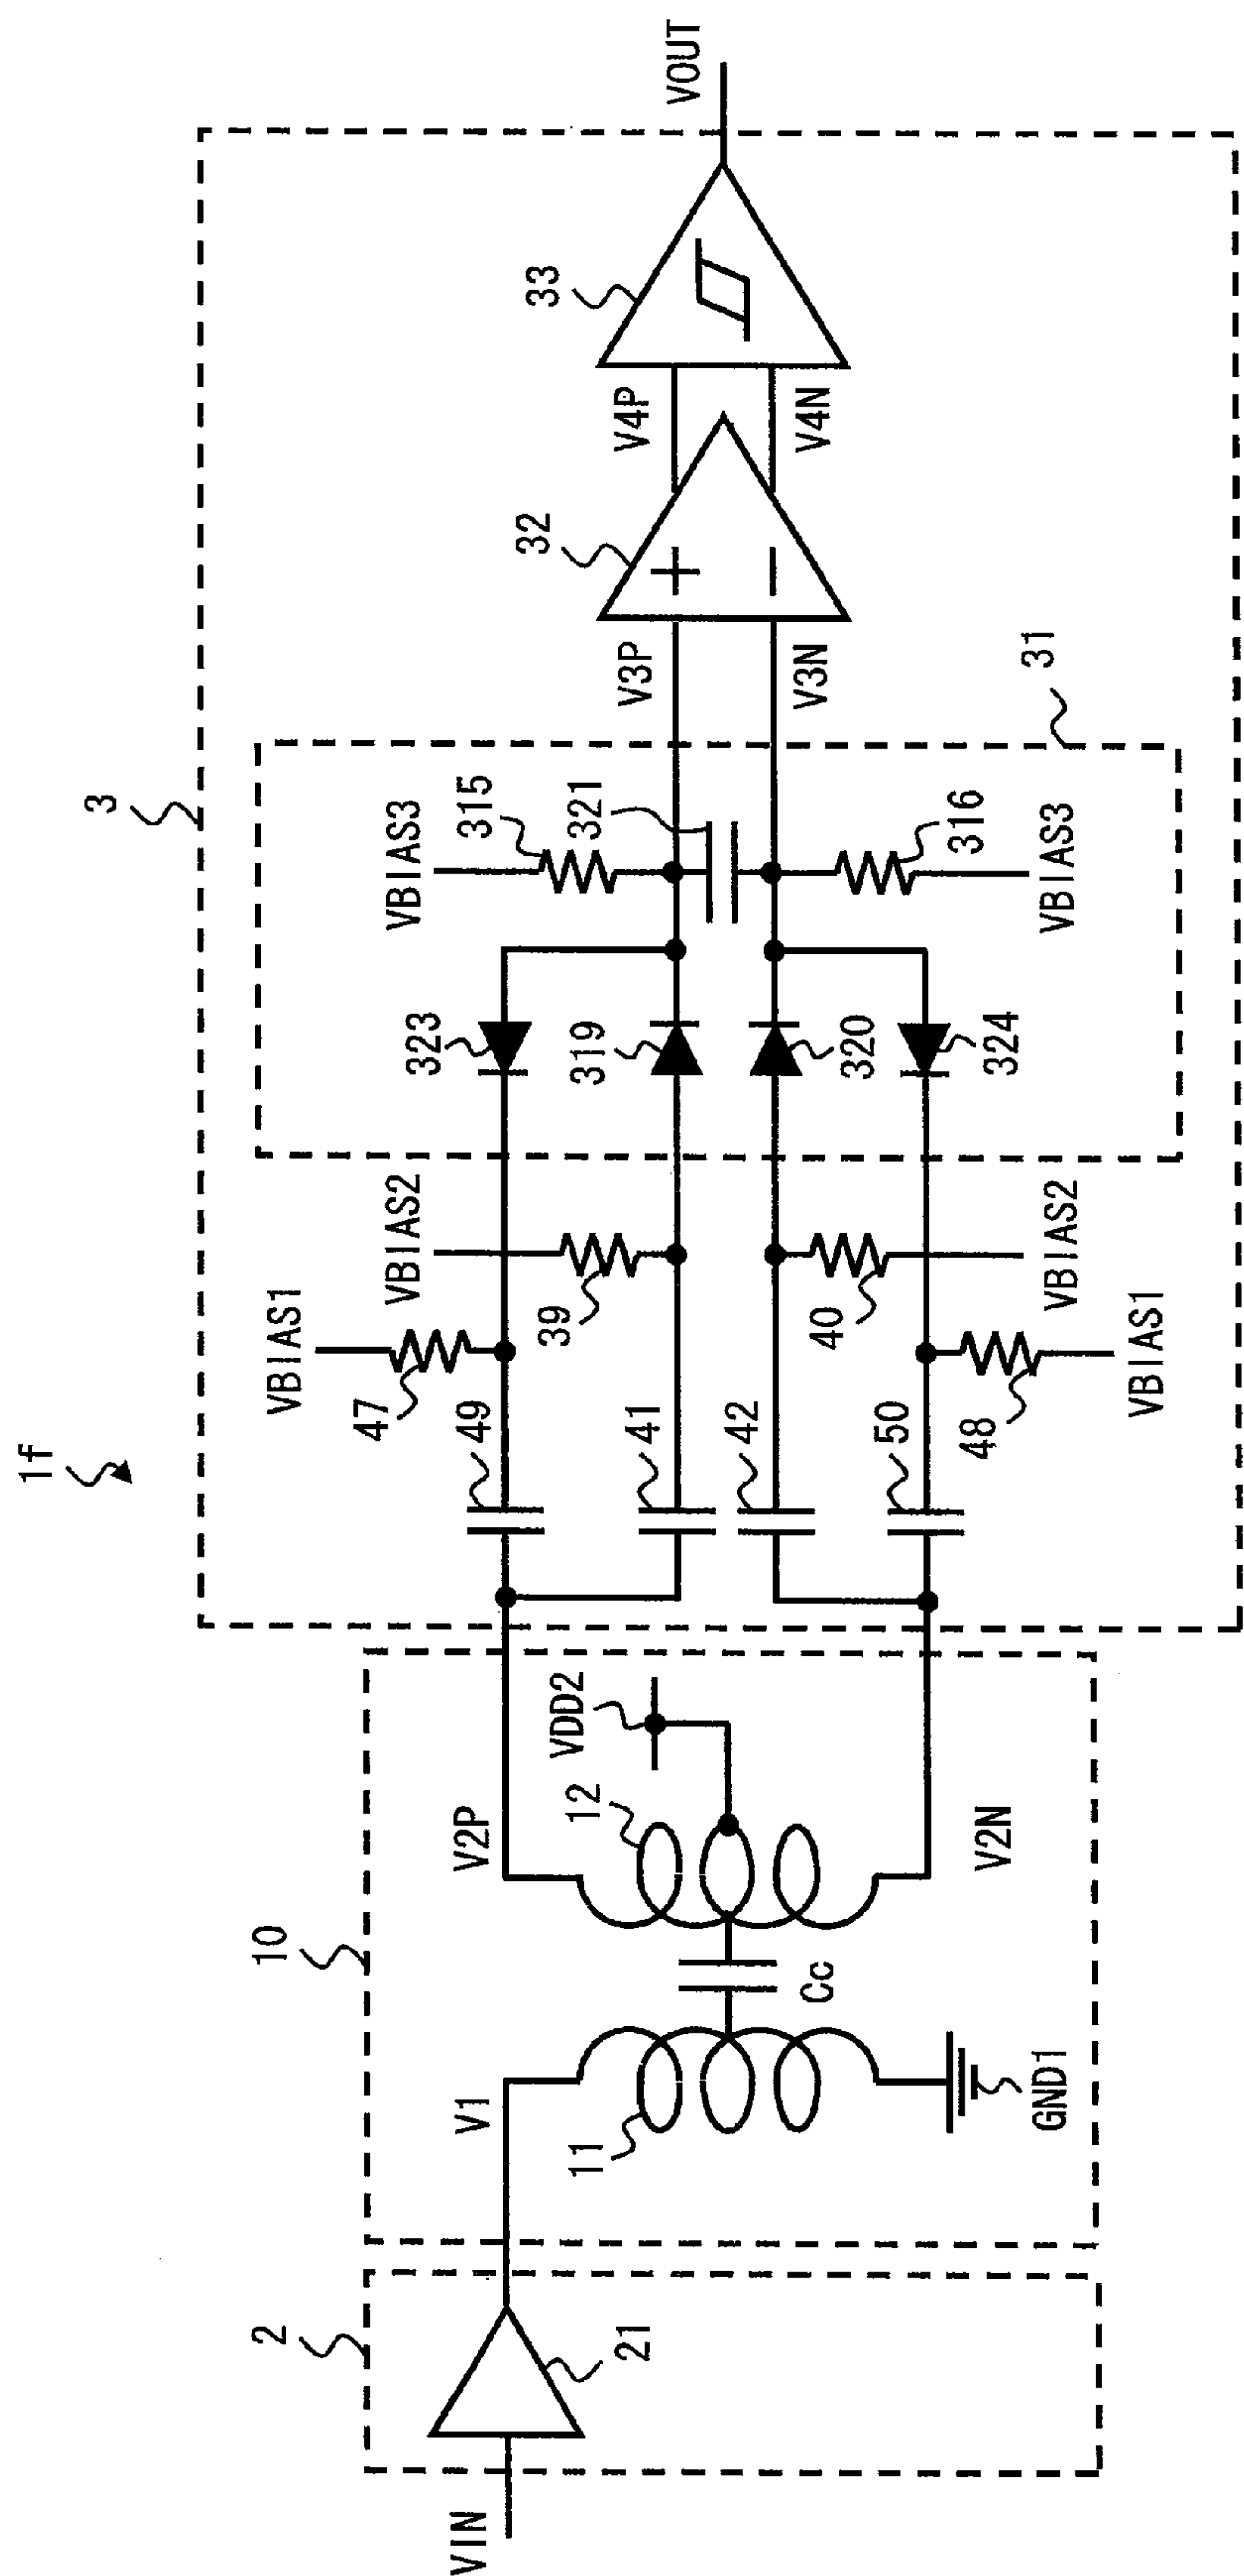 1f
3
VOUT
33
V4P
V4N
32
V3P
V3N
31
VBIAS3
315
321
316
VBIAS3
323
319
320
324
VBIAS2
39
40
VBIAS2
VBIAS1
47
49
41
42
50
48
VBIAS1
10
V2P
12
VDD2
V2N
Cc
V1
11
GND1
2
21
VIN